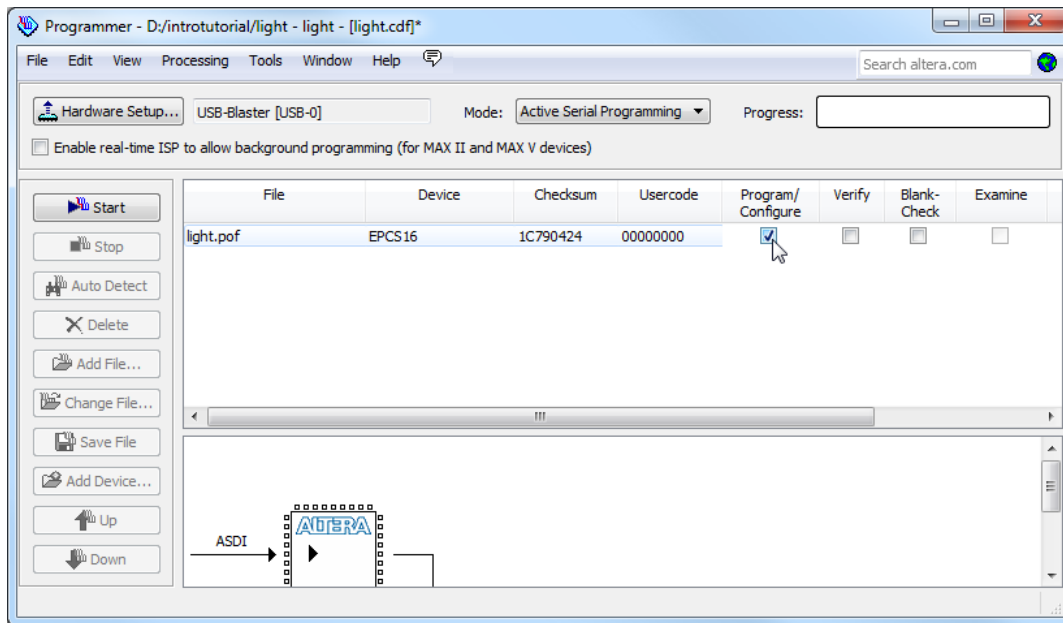 Programmer - D:/introtutorial/light - light - [light.cdf]*
File Edit View Processing Tools Window Help
Search altera.com
Hardware Setup... USB-Blaster [USB-0] Mode: Active Serial Programming Progress:
Enable real-time ISP to allow background programming (for MAX II and MAX V devices)
Start
Stop
Auto Detect
Delete
Add File...
Change File...
Save File
Add Device...
Up
Down
File Device Checksum Usercode Program/ Verify Blank- Examine
Configure Check
light.pof EPCS16 1C790424 00000000
ALTERA
ASDI